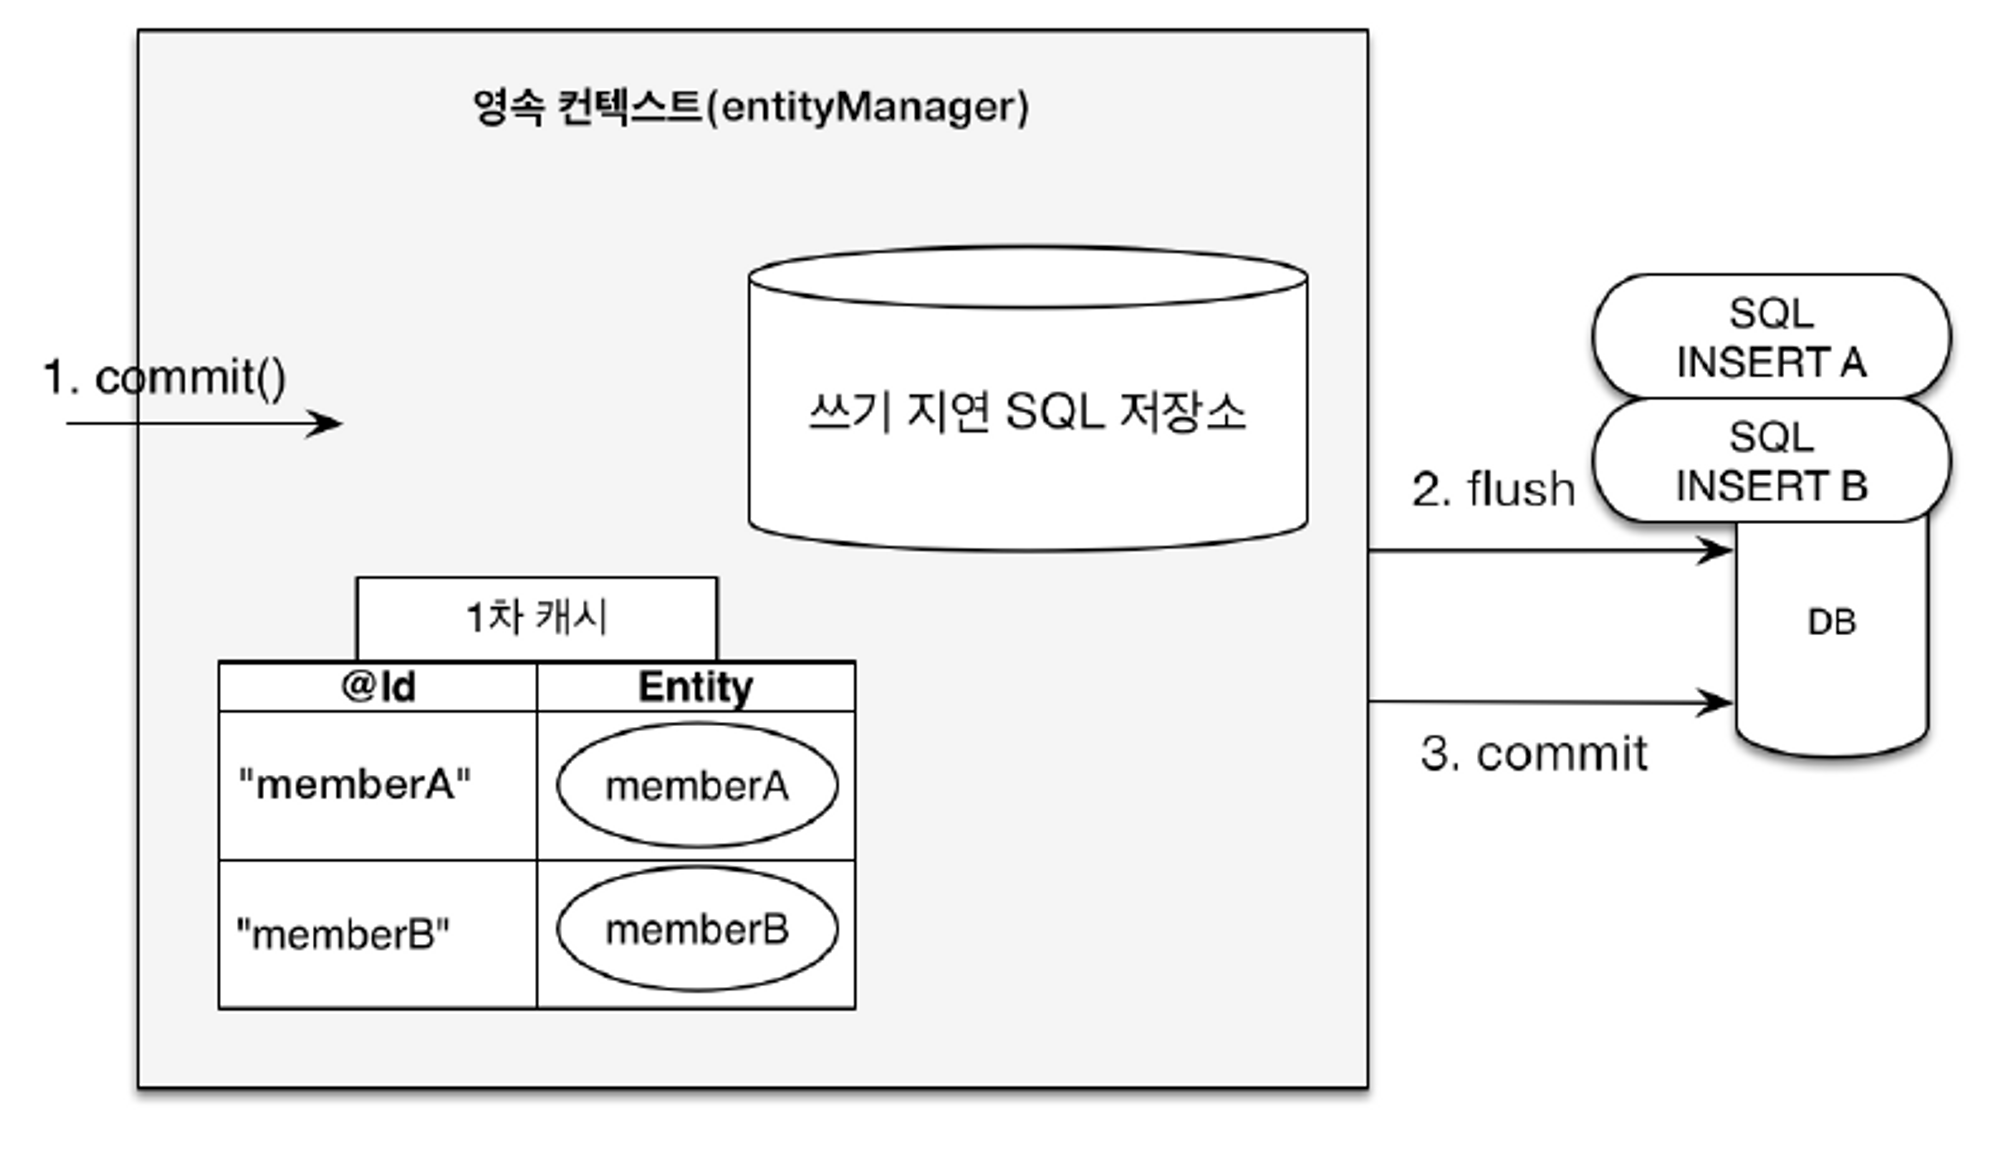 영속 컨텍스트(entityManager)
1. commit()
쓰기 지연 SQL 저장소
SQL
INSERT A
SQL
INSERT B
2. flush
DB
3. commit
1차 캐시
@Id Entity
"memberA" memberA
"memberB" memberB